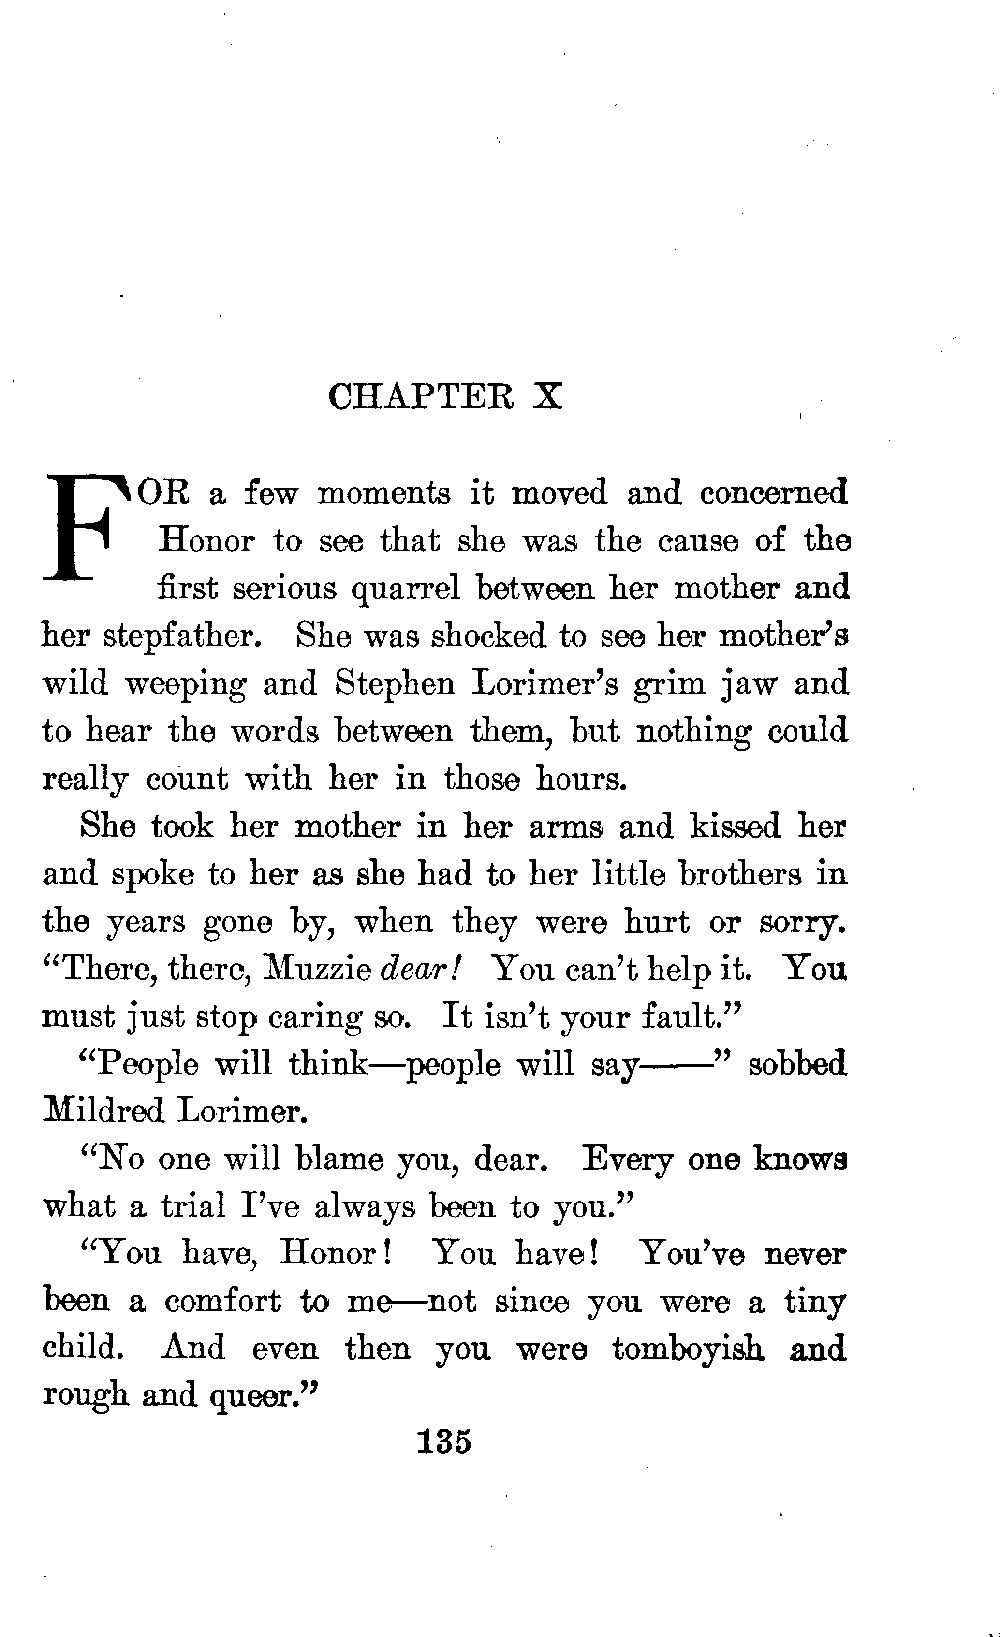 CHAPTER X
FOR a few moments it moved and concerned
Honor to see that she was the cause of the
first serious quarrel between her mother and
her stepfather. She was shocked to see her mother's
wild weeping and Stephen Lorimer's grim jaw and
to hear the words between them, but nothing could
really count with her in those hours.
She took her mother in her arms and kissed her
and spoke to her as she had to her little brothers in
the years gone by, when they were hurt or sorry.
“There, there, Muzzie dear! You can't help it. You
must just stop caring so. It isn't your fault.”
“People will think—people will say——” sobbed
Mildred Lorimer.
“No one will blame you, dear. Every one knows
what a trial I've always been to you.”
“You have, Honor! You have! You've never
been a comfort to me—not since you were a tiny
child. And even then you were tomboyish and
rough and queer.”
135